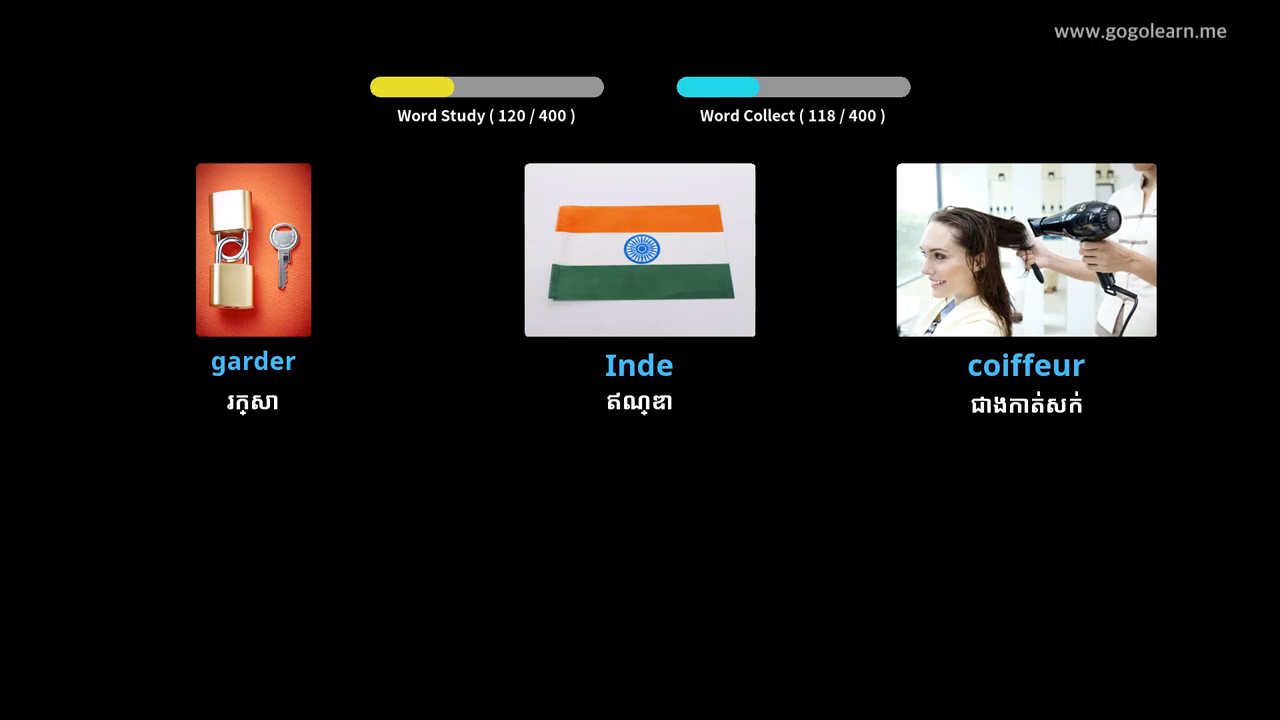 www.gogolearn.me
Word Study ( 120 / 400 )
Word Collect ( 118 / 400 )
garder
Inde
coiffeur
រក្សា
ឥណ្ឌា
ជាងកាត់សក់